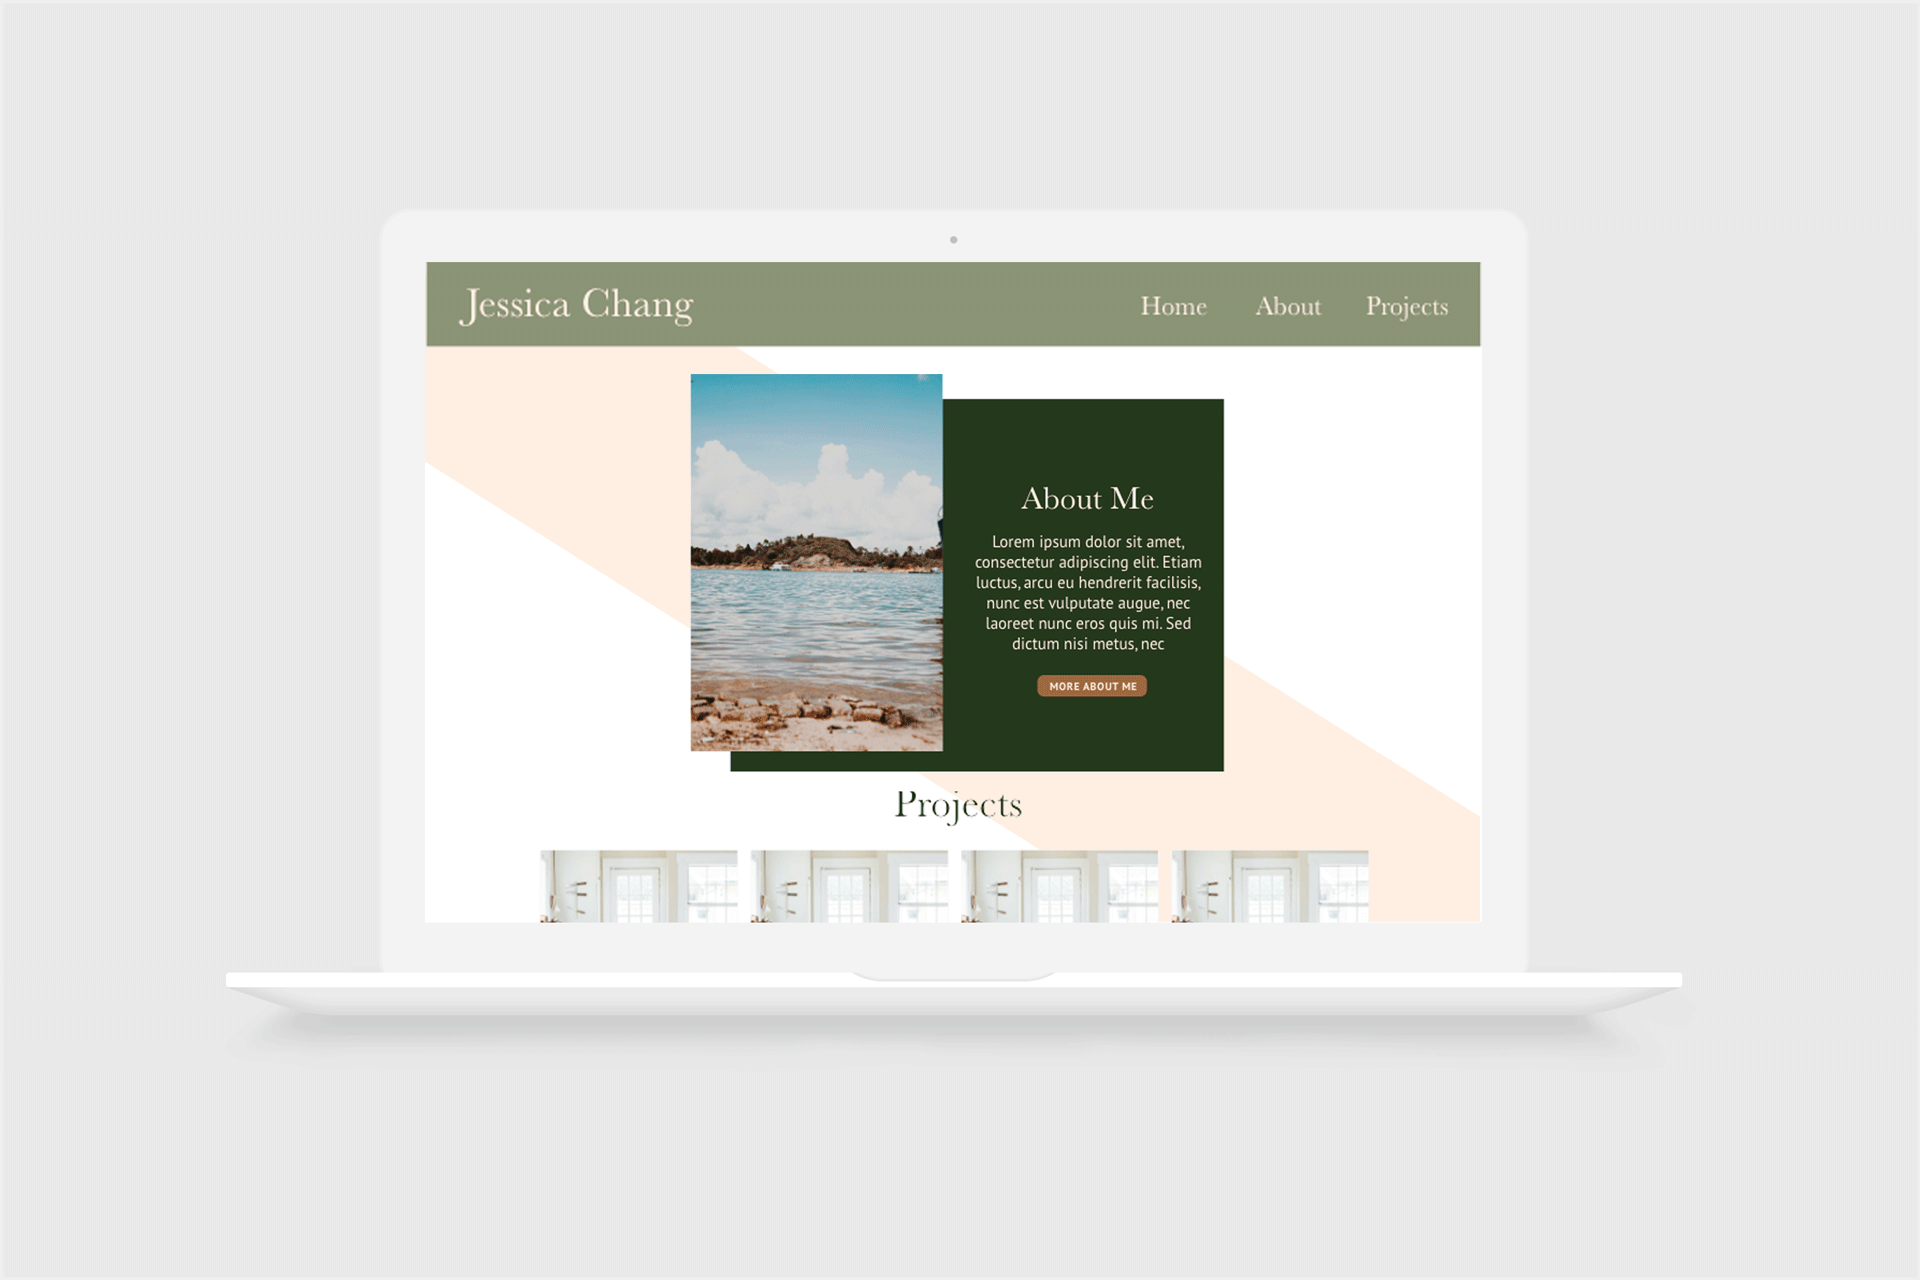 Jessica Chang
Home About Projects
About Me
Lorem ipsum dolor sit amet,
consectetur adipiscing elit. Etiam
luctus, arcu eu hendrerit facilisis,
nunc est vulputate augue, nec
laoreet nunc eros quis mi. Sed
dictum nisi metus, nec
MORE ABOUT ME
Projects